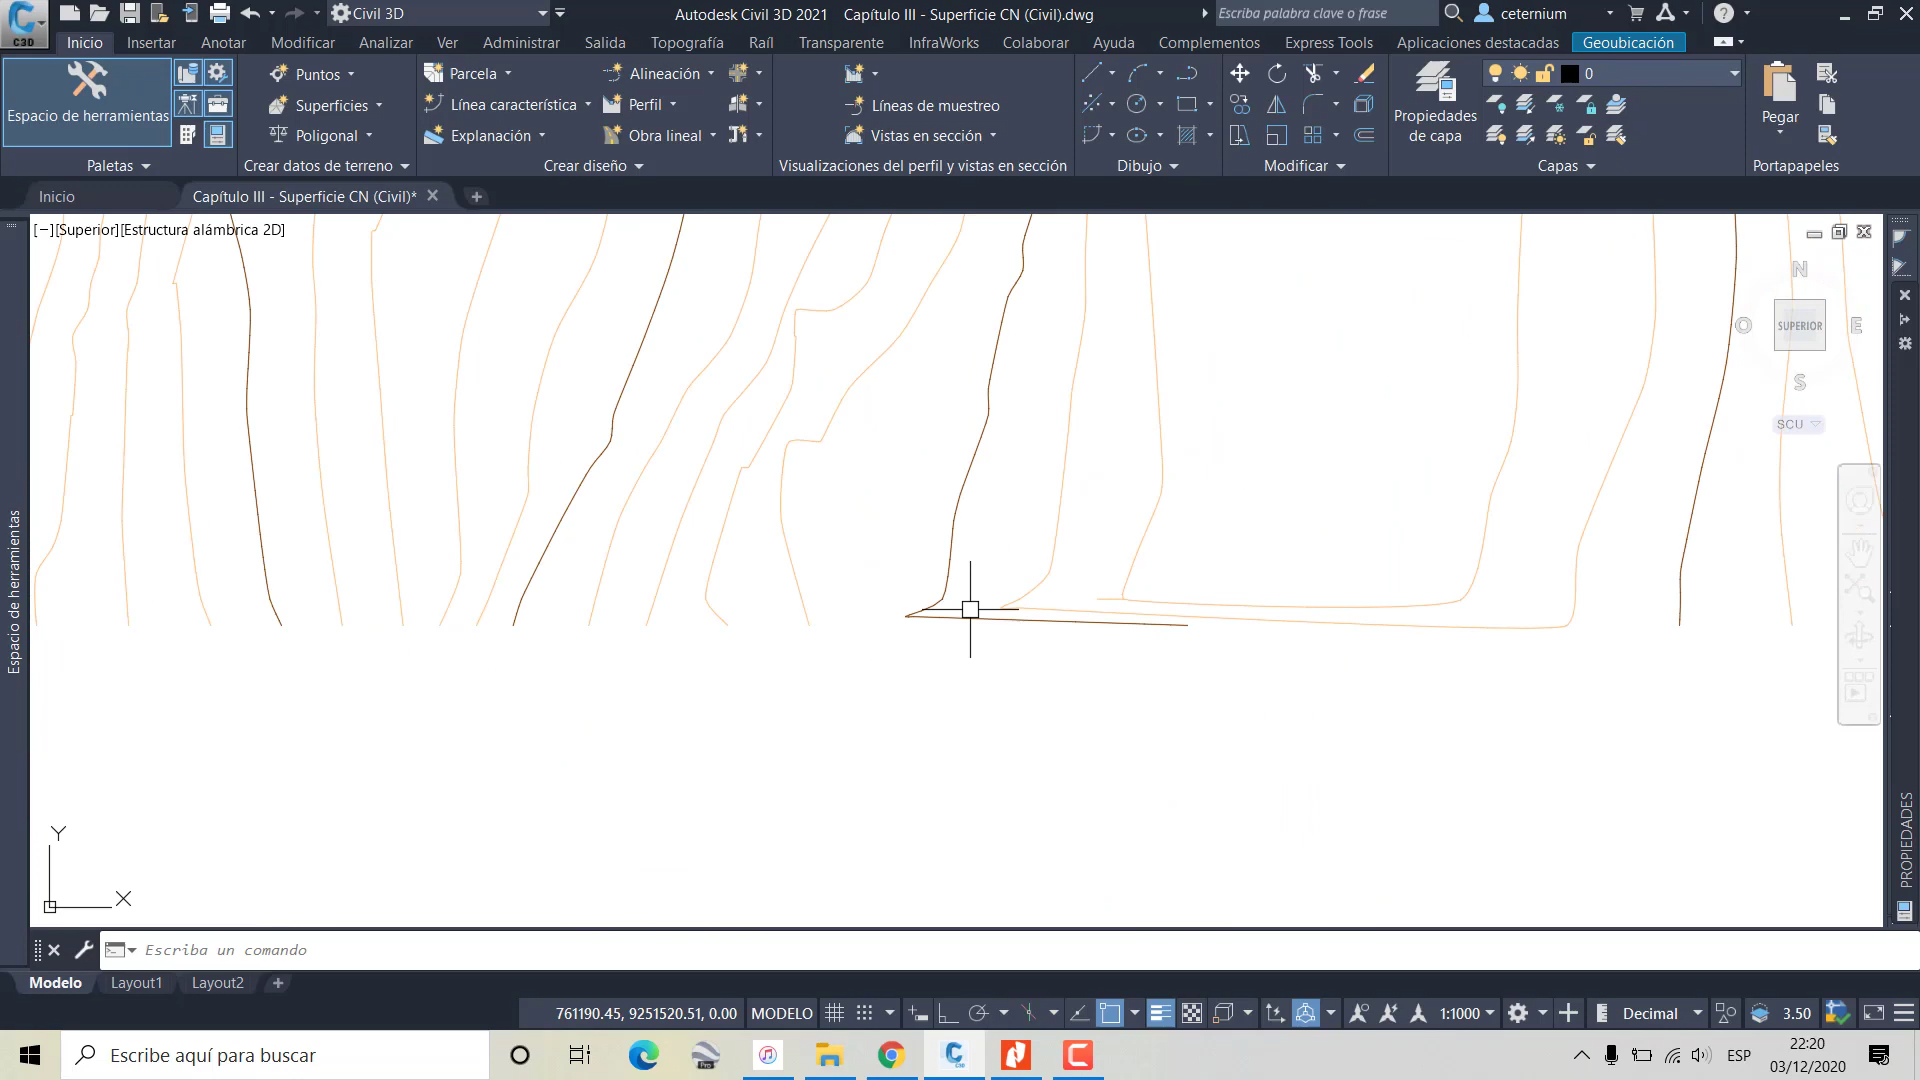 C3D
Civil 3D
Autodesk Civil 3D 2021 Capítulo III - Superficie CN (Civil).dwg
Escriba palabra clave o frase
ceternium
Inicio Insertar Anotar Modificar Analizar Ver Administrar Salida Topografía Raíl Transparente InfraWorks Colaborar Ayuda Complementos Express Tools Aplicaciones destacadas Geoubicación
Espacio de herramientas
Puntos
Superficies
Poligonal
Parcela
Línea característica
Explanación
Alineación
Perfil
Obra lineal
Líneas de muestreo
Vistas en sección
Propiedades
de capa
0
Pegar
Paletas
Crear datos de terreno
Crear diseño
Visualizaciones del perfil y vistas en sección
Dibujo
Modificar
Capas
Portapapeles
Inicio
Capítulo III - Superficie CN (Civil)*
[−][Superior][Estructura alámbrica 2D]
N
O
SUPERIOR
E
S
SCU
Espacio de herramientas
PROPIEDADES
Y
X
Escriba un comando
Modelo Layout1 Layout2
761190.45, 9251520.51, 0.00 MODELO
1:1000
Decimal
3.50
Escribe aquí para buscar
Pro
C3D
ESP
22:20
03/12/2020